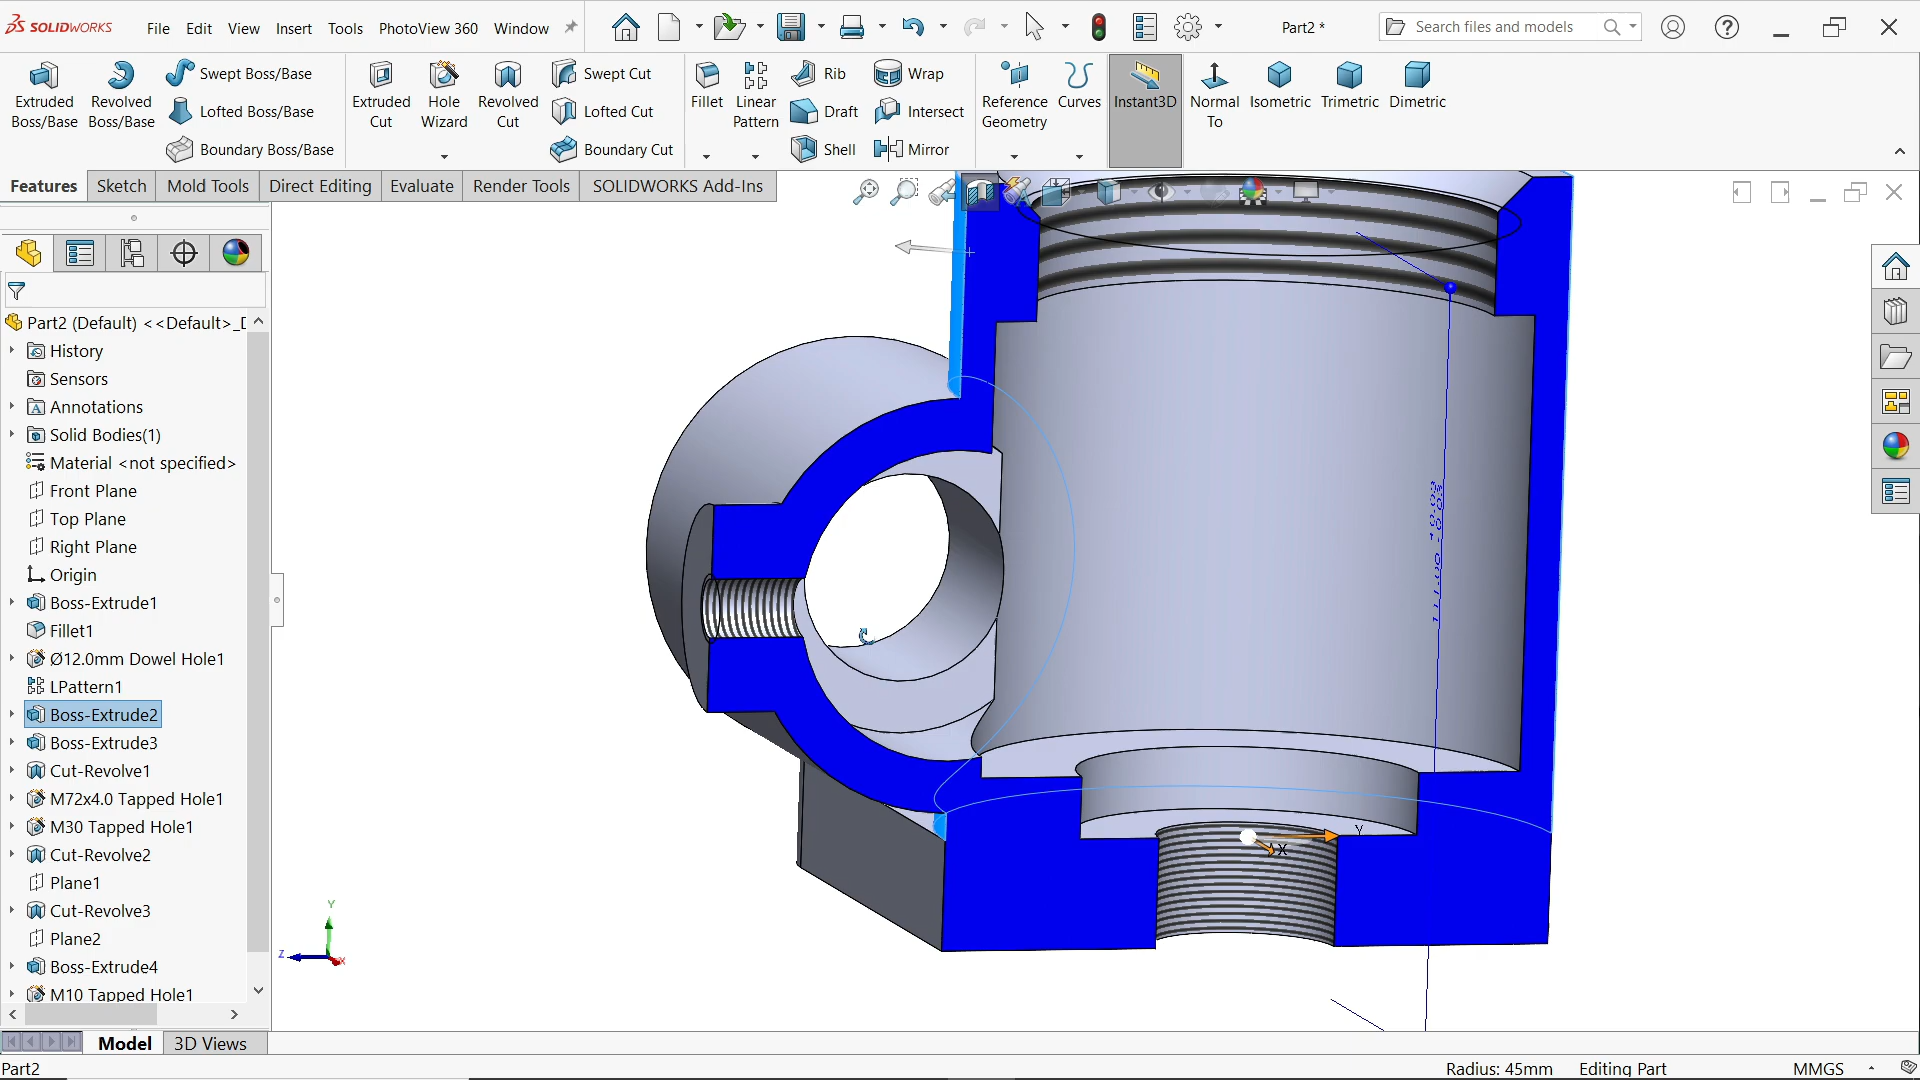 SOLIDWORKS File Edit View Insert Tools PhotoView 360 Window Part2 * Search files and models
Extruded Boss/Base
Revolved Boss/Base
Swept Boss/Base
Lofted Boss/Base
Boundary Boss/Base
Extruded Cut
Hole Wizard
Revolved Cut
Swept Cut
Lofted Cut
Boundary Cut
Fillet
Linear Pattern
Rib
Draft
Shell
Wrap
Intersect
Mirror
Reference Geometry
Curves
Instant3D
Normal To
Isometric
Trimetric
Dimetric
Features Sketch Mold Tools Direct Editing Evaluate Render Tools SOLIDWORKS Add-Ins
Part2 (Default) <<Default>_D
History
Sensors
Annotations
Solid Bodies(1)
Material <not specified>
Front Plane
Top Plane
Right Plane
Origin
Boss-Extrude1
Fillet1
Ø12.0mm Dowel Hole1
LPattern1
Boss-Extrude2
Boss-Extrude3
Cut-Revolve1
M72x4.0 Tapped Hole1
M30 Tapped Hole1
Cut-Revolve2
Plane1
Cut-Revolve3
Plane2
Boss-Extrude4
M10 Tapped Hole1
Y
X
Y
Z
X
Model 3D Views
Part2 Radius: 45mm Editing Part MMGS